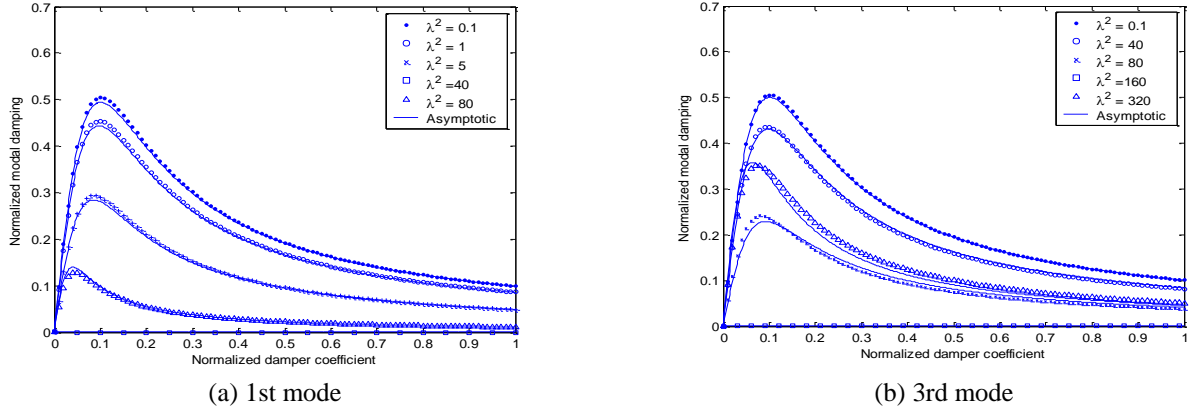 0.7
0.6
0.5
0.4
0.3
0.2
0.1
0
Normalized modal damping
λ² = 0.1
λ² = 1
λ² = 5
λ² =40
λ² = 80
Asymptotic
0 0.1 0.2 0.3 0.4 0.5 0.6 0.7 0.8 0.9 1
Normalized damper coefficient
(a) 1st mode
0.7
0.6
0.5
0.4
0.3
0.2
0.1
0
Normalized modal damping
λ² = 0.1
λ² = 40
λ² = 80
λ² =160
λ² = 320
Asymptotic
0 0.1 0.2 0.3 0.4 0.5 0.6 0.7 0.8 0.9 1
Normalized damper coefficient
(b) 3rd mode